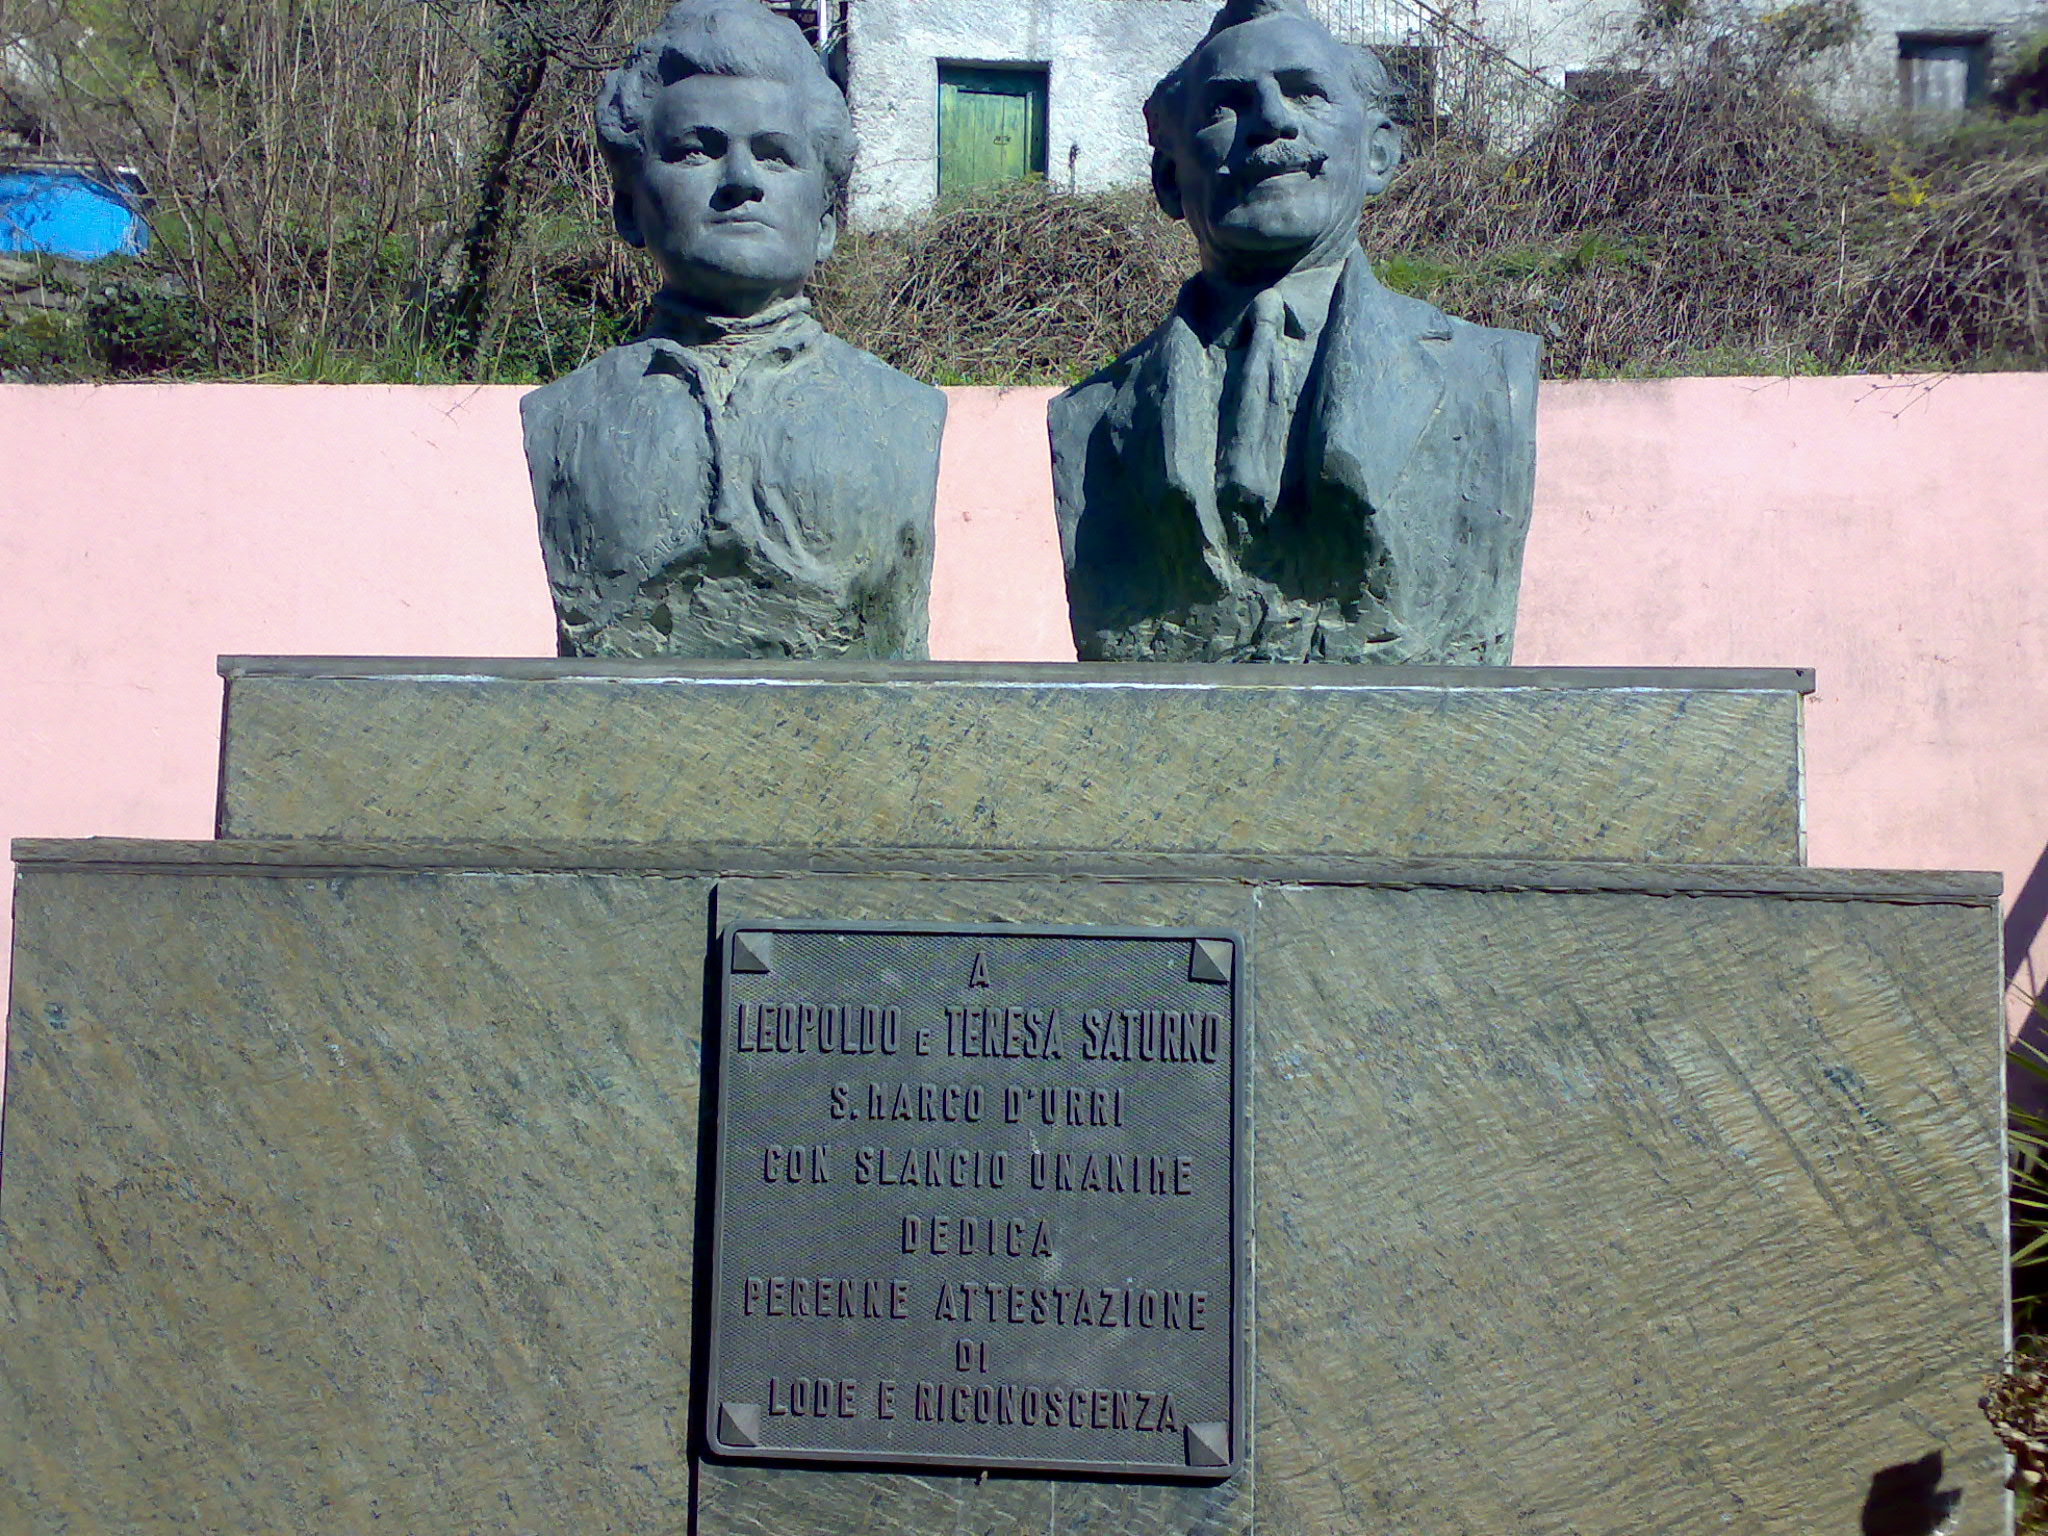 A
LEOPOLDO E TERESA SATURNO
S. MARCO D'URRI
CON SLANCIO UNANIME
DEDICA
PERENNE ATTESTAZIONE
DI
LODE E RICONOSCENZA